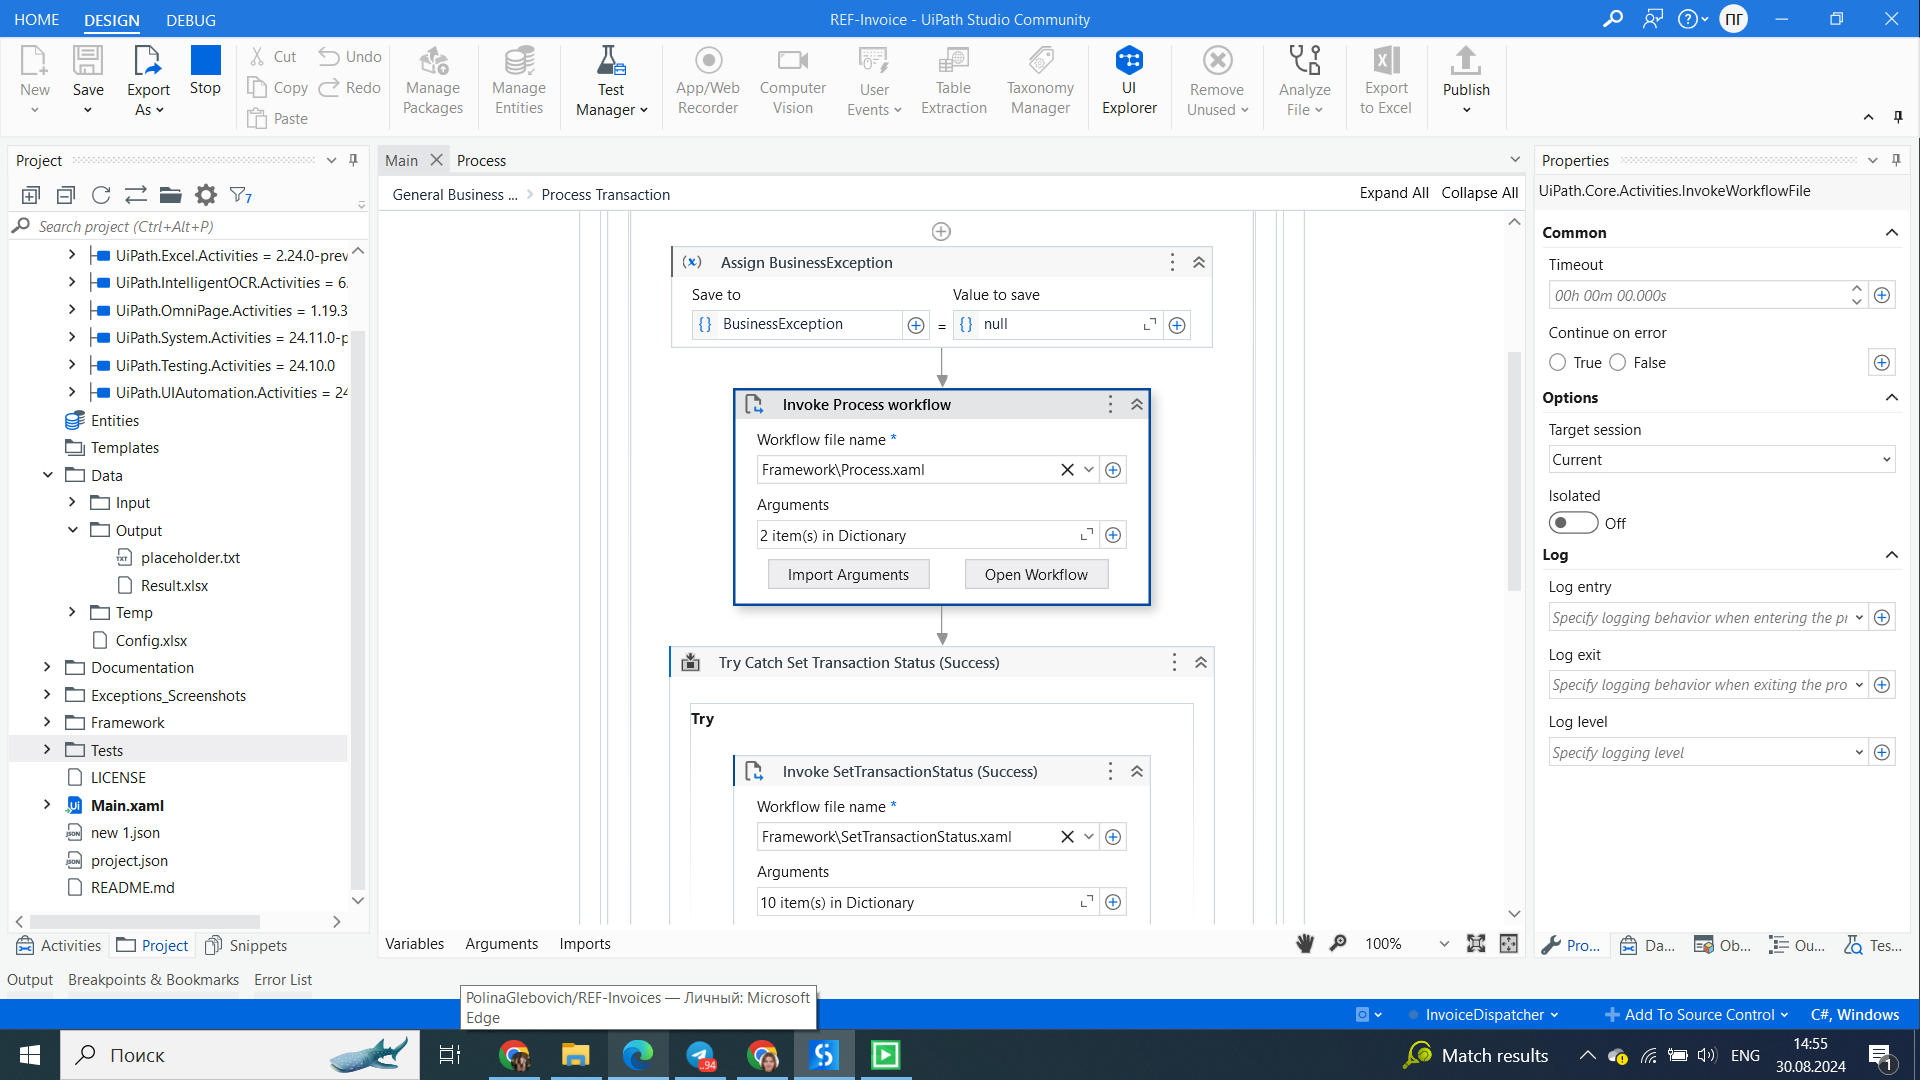 HOME DESIGN DEBUG REF-Invoice - UiPath Studio Community ПГ
New Save Export As Stop Cut Copy Paste Undo Redo Manage Packages Manage Entities Test Manager App/Web Recorder Computer Vision User Events Table Extraction Taxonomy Manager UI Explorer Remove Unused Analyze File Export to Excel Publish
Project
7
Search project (Ctrl+Alt+P)
UiPath.Excel.Activities = 2.24.0-prev
UiPath.IntelligentOCR.Activities = 6.
UiPath.OmniPage.Activities = 1.19.3
UiPath.System.Activities = 24.11.0-p
UiPath.Testing.Activities = 24.10.0
UiPath.UIAutomation.Activities = 24
Entities
Templates
Data
Input
Output
placeholder.txt
Result.xlsx
Temp
Config.xlsx
Documentation
Exceptions_Screenshots
Framework
Tests
LICENSE
Main.xaml
new 1.json
project.json
README.md
Activities Project Snippets
Main Process
General Business ... Process Transaction Expand All Collapse All
Assign BusinessException
Save to Value to save
BusinessException = null
Invoke Process workflow
Workflow file name *
Framework\Process.xaml
Arguments
2 item(s) in Dictionary
Import Arguments Open Workflow
Try Catch Set Transaction Status (Success)
Try
Invoke SetTransactionStatus (Success)
Workflow file name *
Framework\SetTransactionStatus.xaml
Arguments
10 item(s) in Dictionary
Variables Arguments Imports 100%
Properties
UiPath.Core.Activities.InvokeWorkflowFile
Common
Timeout
00h 00m 00.000s
Continue on error
True False
Options
Target session
Current
Isolated
Off
Log
Log entry
Specify logging behavior when entering the pr
Log exit
Specify logging behavior when exiting the pro
Log level
Specify logging level
Pro... Da... Ob... Ou... Tes...
Output Breakpoints & Bookmarks Error List
PolinaGlebovich/REF-Invoices — Личный: Microsoft
Edge
InvoiceDispatcher Add To Source Control C#, Windows
Поиск ..94 Match results ENG 14:55
30.08.2024 1